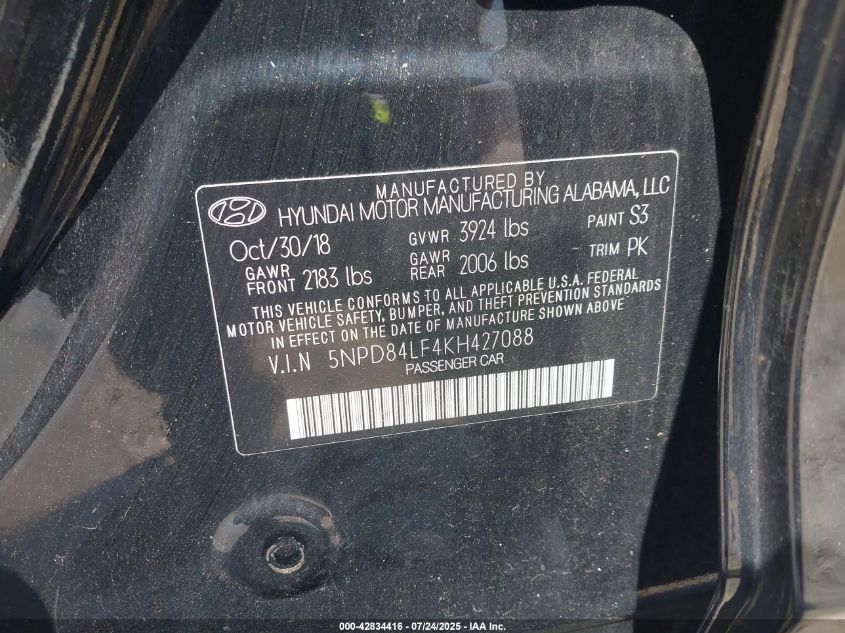 MANUFACTURED BY
HYUNDAI MOTOR MANUFACTURING ALABAMA, LLC
Oct/30/18 GVWR 3924 lbs PAINT S3
GAWR FRONT 2183 lbs GAWR REAR 2006 lbs TRIM PK
THIS VEHICLE CONFORMS TO ALL APPLICABLE U.S.A. FEDERAL
MOTOR VEHICLE SAFETY, BUMPER, AND THEFT PREVENTION STANDARDS
IN EFFECT ON THE DATE OF MANUFACTURE SHOWN ABOVE
V.I.N 5NPD84LF4KH427088
PASSENGER CAR
000-42834416 - 07/24/2025 - IAA Inc.